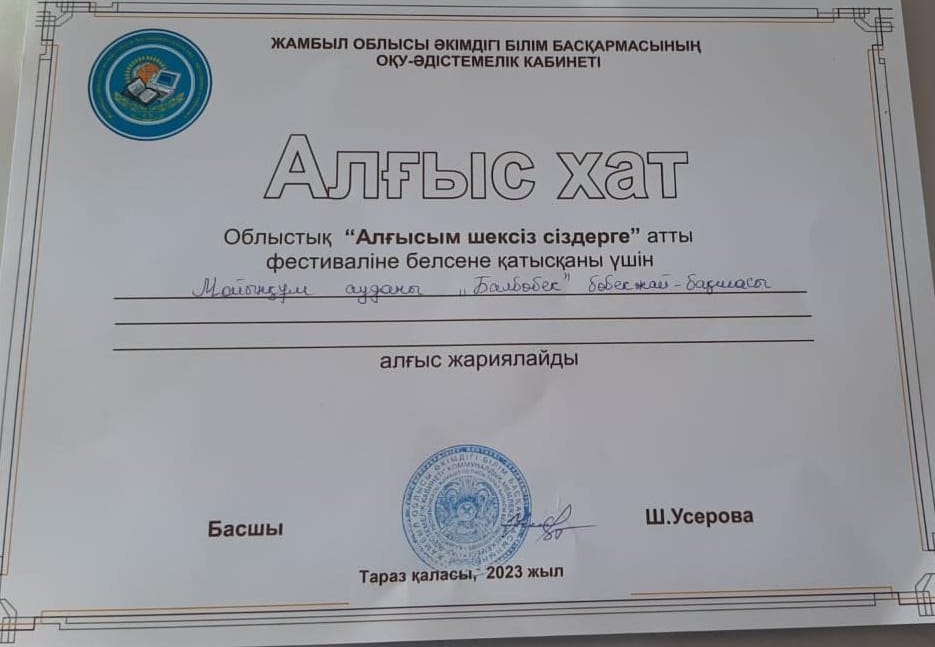 ЖАМБЫЛ ОБЛЫСЫ ӘКІМДІГІ БІЛІМ БАСҚАРМАСЫНЫҢ
ОҚУ-ӘДІСТЕМЕЛІК КАБИНЕТІ
Алғыс хат
Облыстық “Алғысым шексіз сіздерге” атты
фестиваліне белсене қатысқаны үшін
Мойынқұм ауданы „Балбөбек" бөбекжай-бақшасы
алғыс жариялайды
Басшы
Ш.Усерова
Тараз қаласы, 2023 жыл